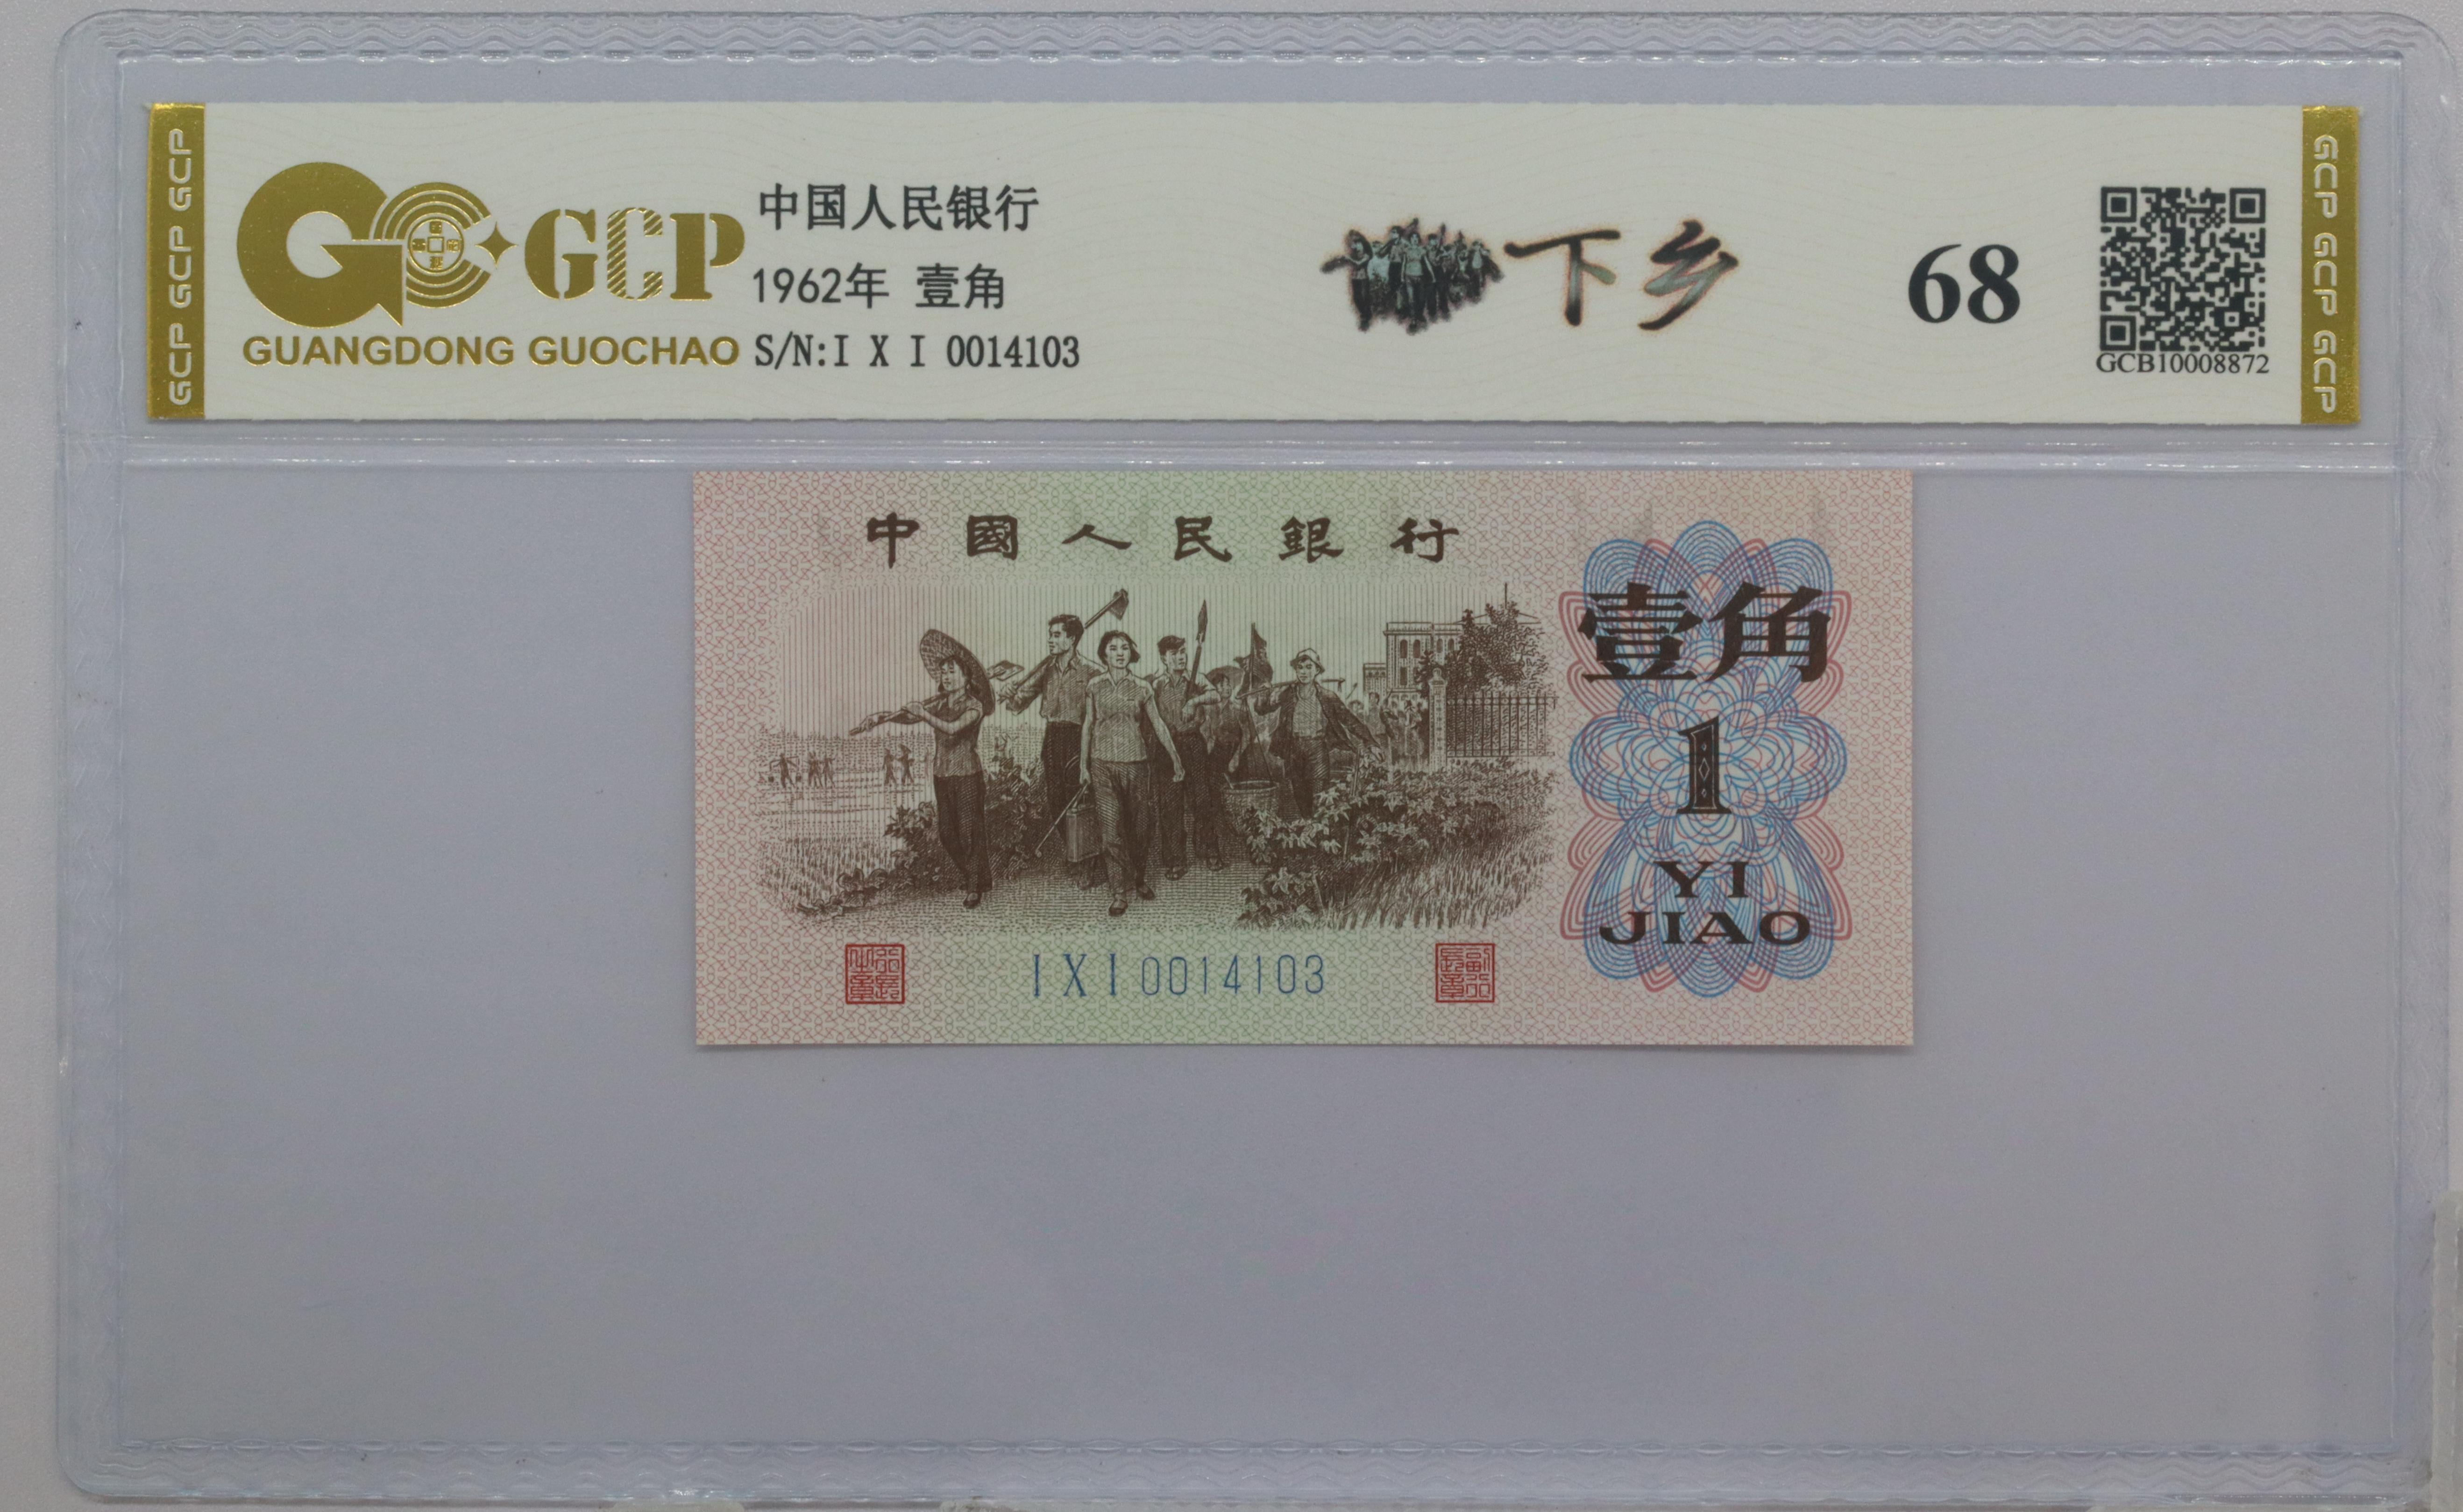 GCP GCP GCP
GCP
GUANGDONG GUOCHAO
中国人民银行
1962年 壹角
S/N:I X I 0014103
下乡
68
GCB10008872
GCP GCP GCP
中國人民銀行
壹角
1
YI
JIAO
I X I 0014103